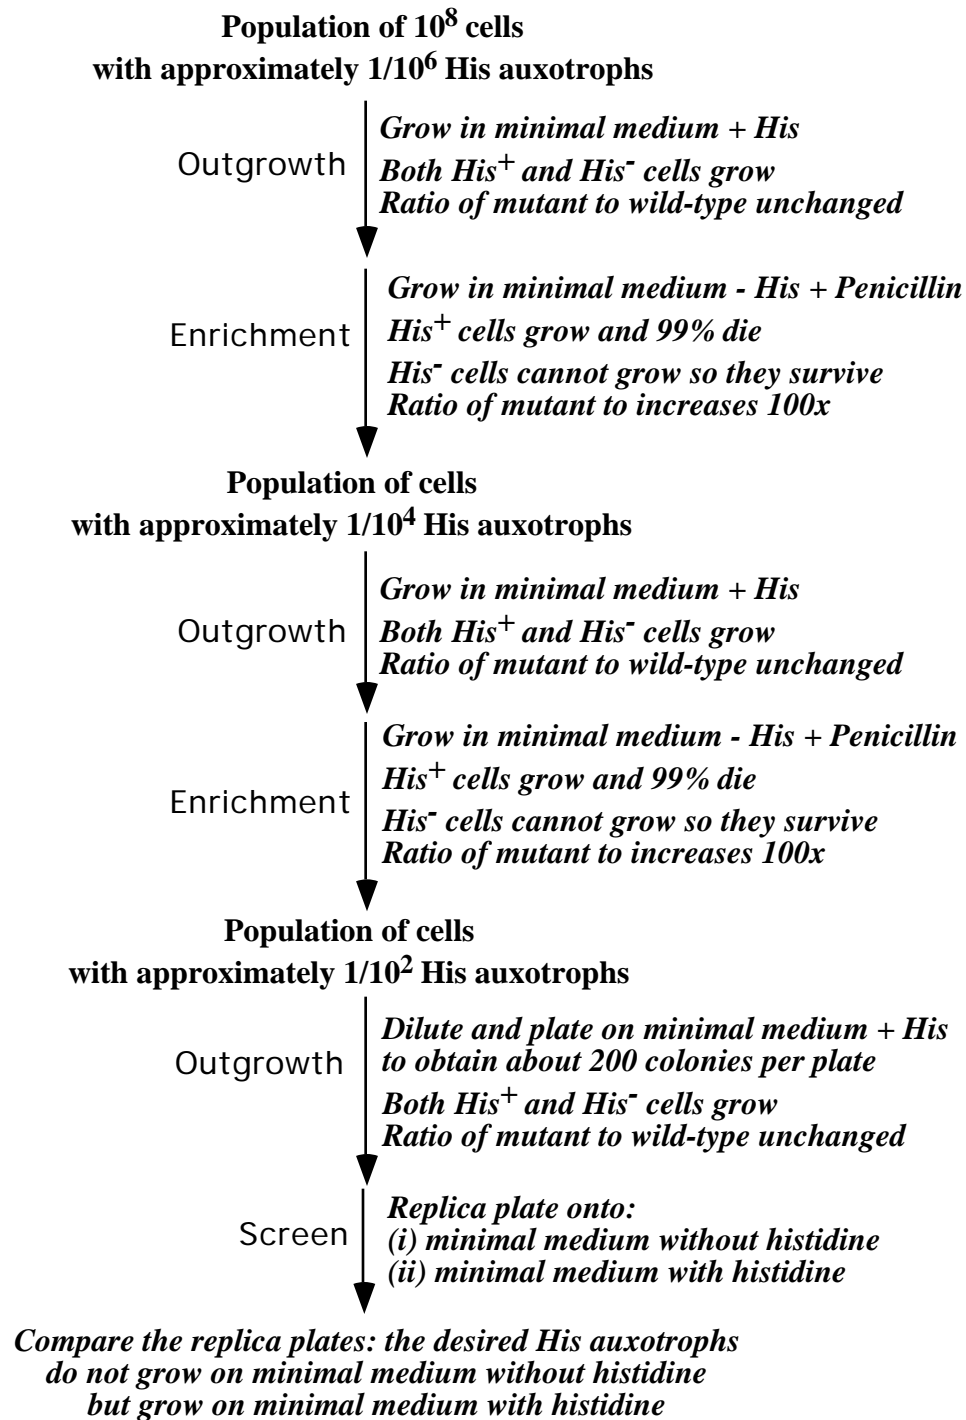 Population of 10⁸ cells
with approximately 1/10⁶ His auxotrophs
Outgrowth
Grow in minimal medium + His
Both His⁺ and His⁻ cells grow
Ratio of mutant to wild-type unchanged
Enrichment
Grow in minimal medium - His + Penicillin
His⁺ cells grow and 99% die
His⁻ cells cannot grow so they survive
Ratio of mutant to increases 100x
Population of cells
with approximately 1/10⁴ His auxotrophs
Outgrowth
Grow in minimal medium + His
Both His⁺ and His⁻ cells grow
Ratio of mutant to wild-type unchanged
Enrichment
Grow in minimal medium - His + Penicillin
His⁺ cells grow and 99% die
His⁻ cells cannot grow so they survive
Ratio of mutant to increases 100x
Population of cells
with approximately 1/10² His auxotrophs
Outgrowth
Dilute and plate on minimal medium + His
to obtain about 200 colonies per plate
Both His⁺ and His⁻ cells grow
Ratio of mutant to wild-type unchanged
Screen
Replica plate onto:
(i) minimal medium without histidine
(ii) minimal medium with histidine
Compare the replica plates: the desired His auxotrophs
do not grow on minimal medium without histidine
but grow on minimal medium with histidine